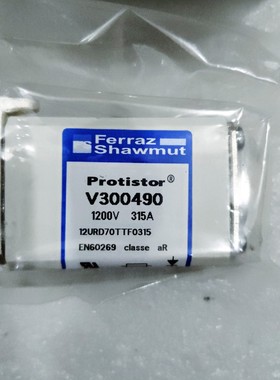 Ferraz
Shawmut
Protistor®
V300490
1200V 315A
12URD70TTF0315
EN60269 classe aR